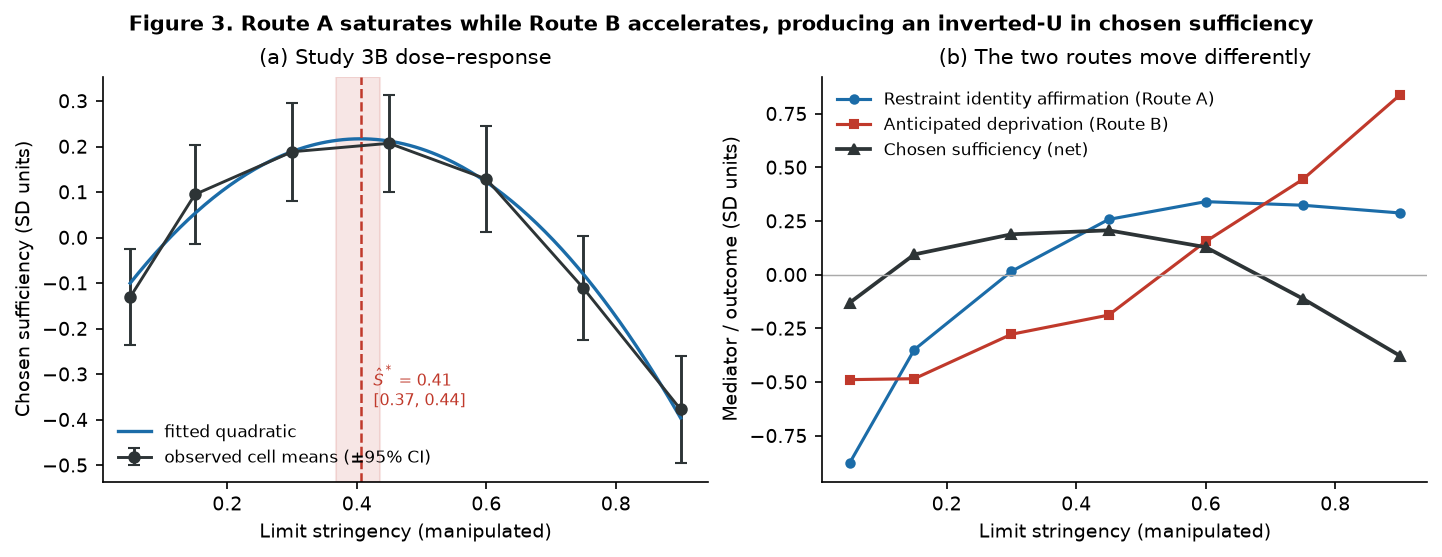 Figure 3. Route A saturates while Route B accelerates, producing an inverted-U in chosen sufficiency
(a) Study 3B dose–response
Chosen sufficiency (SD units)
0.3
0.2
0.1
0.0
−0.1
−0.2
−0.3
−0.4
−0.5
Ŝ* = 0.41
[0.37, 0.44]
fitted quadratic
observed cell means (±95% CI)
0.2 0.4 0.6 0.8
Limit stringency (manipulated)
(b) The two routes move differently
Mediator / outcome (SD units)
0.75
0.50
0.25
0.00
−0.25
−0.50
−0.75
Restraint identity affirmation (Route A)
Anticipated deprivation (Route B)
Chosen sufficiency (net)
0.2 0.4 0.6 0.8
Limit stringency (manipulated)